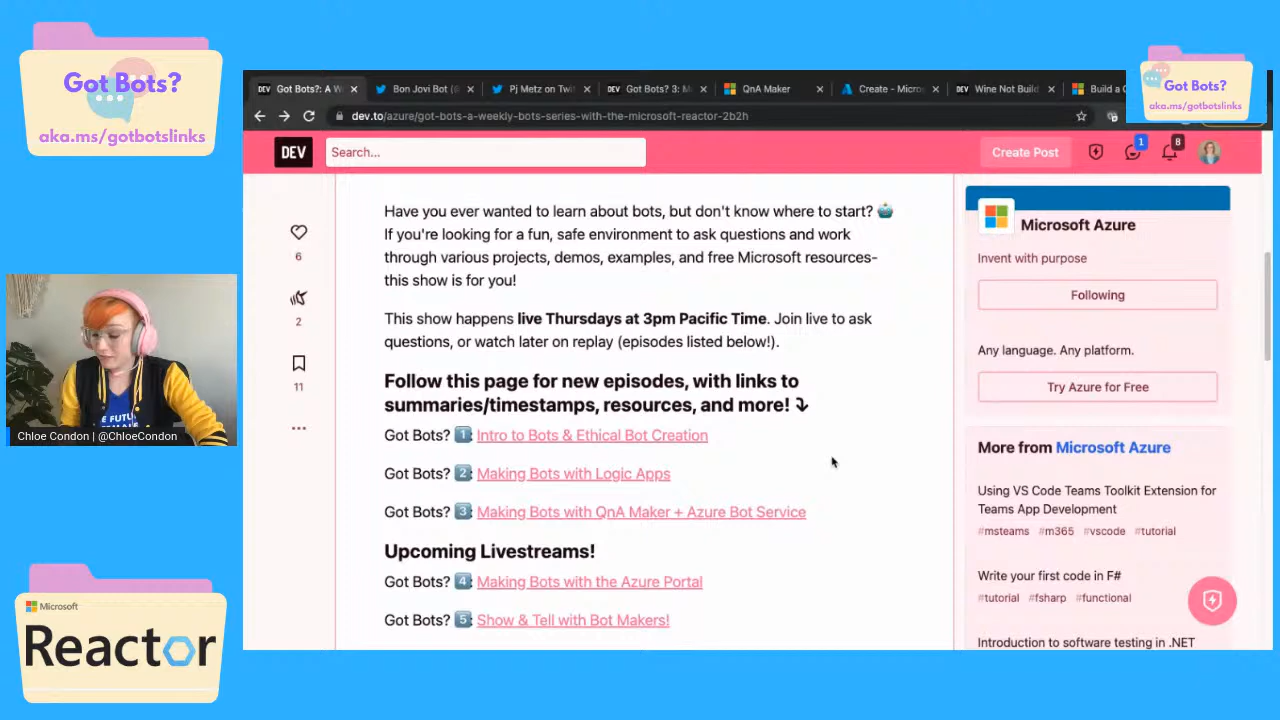 Got Bots?
aka.ms/gotbotslinks
Got Bots?
aka.ms/gotbotslinks
DEV Got Bots?: A W
Bon Jovi Bot (@
Pj Metz on Twit
DEV Got Bots? 3: M
QnA Maker
Create - Micros
DEV Wine Not Build
Build a C
dev.to/azure/got-bots-a-weekly-bots-series-with-the-microsoft-reactor-2b2h
DEV
Search...
Create Post
1
8
6
2
11
Have you ever wanted to learn about bots, but don't know where to start? 🤖
If you're looking for a fun, safe environment to ask questions and work
through various projects, demos, examples, and free Microsoft resources-
this show is for you!
This show happens live Thursdays at 3pm Pacific Time. Join live to ask
questions, or watch later on replay (episodes listed below!).
Follow this page for new episodes, with links to
summaries/timestamps, resources, and more! ⤵
Got Bots? 1️⃣: Intro to Bots & Ethical Bot Creation
Got Bots? 2️⃣: Making Bots with Logic Apps
Got Bots? 3️⃣: Making Bots with QnA Maker + Azure Bot Service
Upcoming Livestreams!
Got Bots? 4️⃣: Making Bots with the Azure Portal
Got Bots? 5️⃣: Show & Tell with Bot Makers!
Microsoft Azure
Invent with purpose
Following
Any language. Any platform.
Try Azure for Free
More from Microsoft Azure
Using VS Code Teams Toolkit Extension for
Teams App Development
#msteams #m365 #vscode #tutorial
Write your first code in F#
#tutorial #fsharp #functional
Introduction to software testing in .NET
THE FUTU
Chloe Condon | @ChloeCondon
Microsoft
Reactor